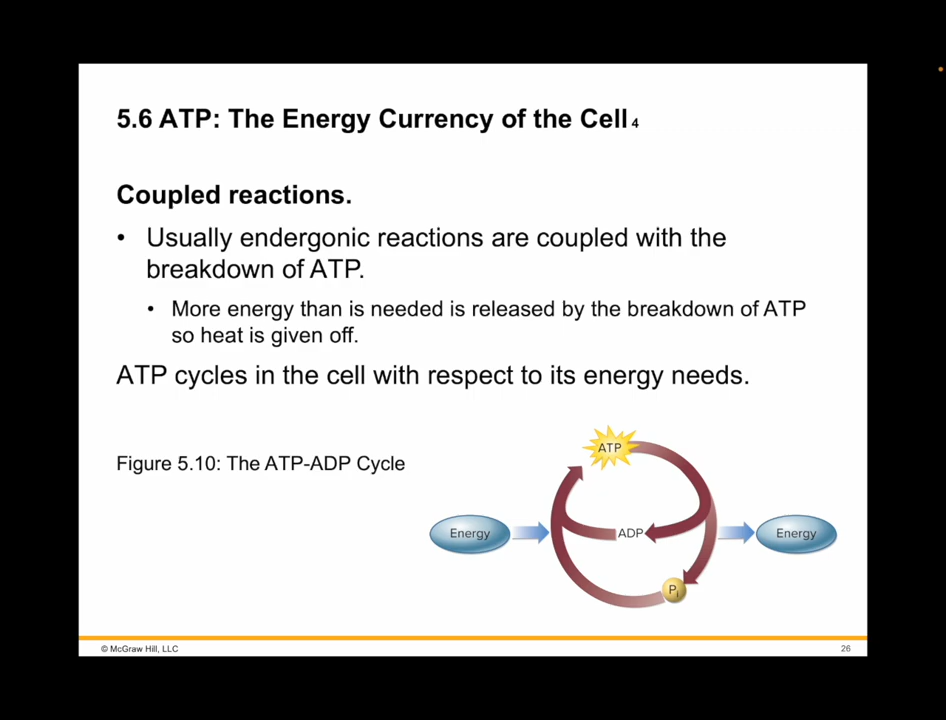 5.6 ATP: The Energy Currency of the Cell 4
Coupled reactions.
• Usually endergonic reactions are coupled with the
breakdown of ATP.
• More energy than is needed is released by the breakdown of ATP
so heat is given off.
ATP cycles in the cell with respect to its energy needs.
Figure 5.10: The ATP-ADP Cycle
ATP
Energy
ADP
Energy
Pi
© McGraw Hill, LLC
26